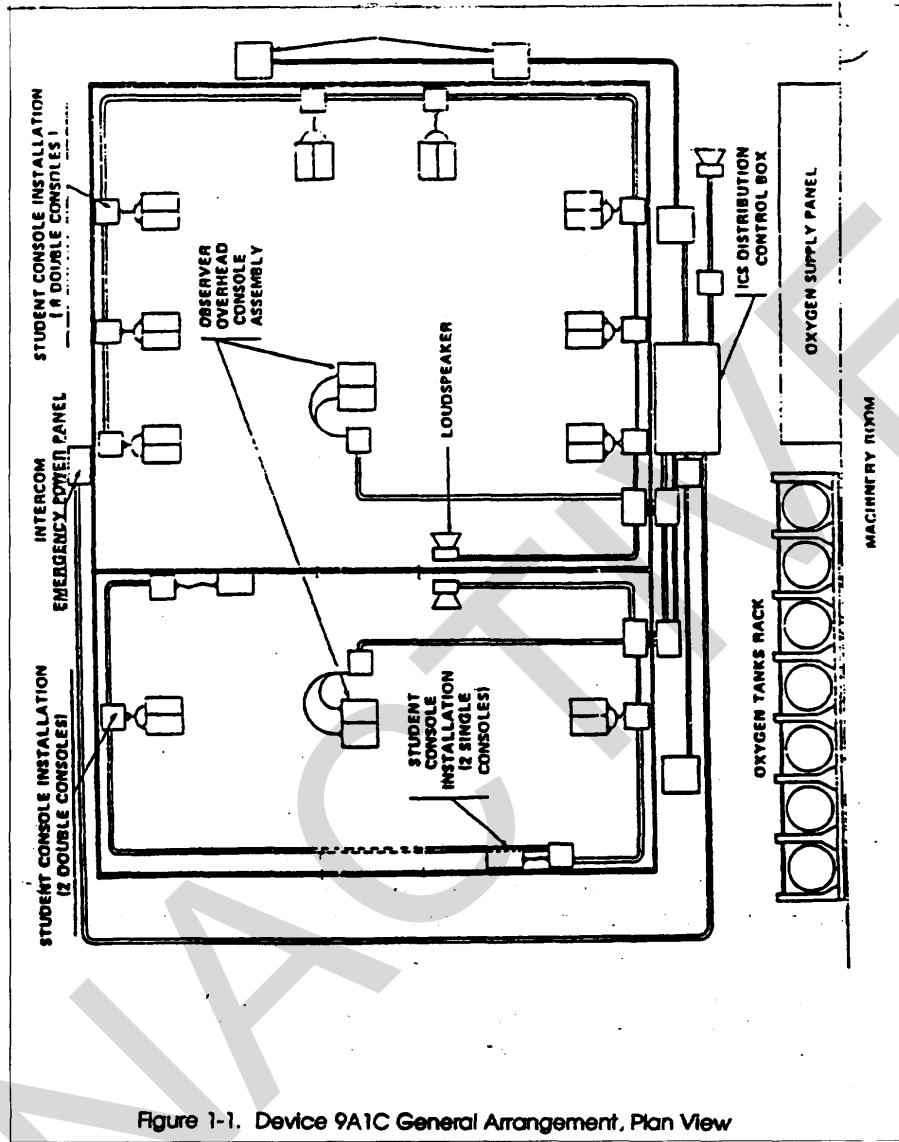 STUDENT CONSOLE INSTALLATION
(8 DOUBLE CONSOLES)
INTERCOM
EMERGENCY POWER PANEL
STUDENT CONSOLE INSTALLATION
(2 DOUBLE CONSOLES)
OBSERVER
OVERHEAD
CONSOLE
ASSEMBLY
LOUDSPEAKER
STUDENT
CONSOLE
INSTALLATION
(2 SINGLE
CONSOLES)
ICS DISTRIBUTION
CONTROL BOX
OXYGEN SUPPLY PANEL
OXYGEN TANKS RACK
MACHINERY ROOM
INACTIVE
Figure 1-1. Device 9A1C General Arrangement, Plan View